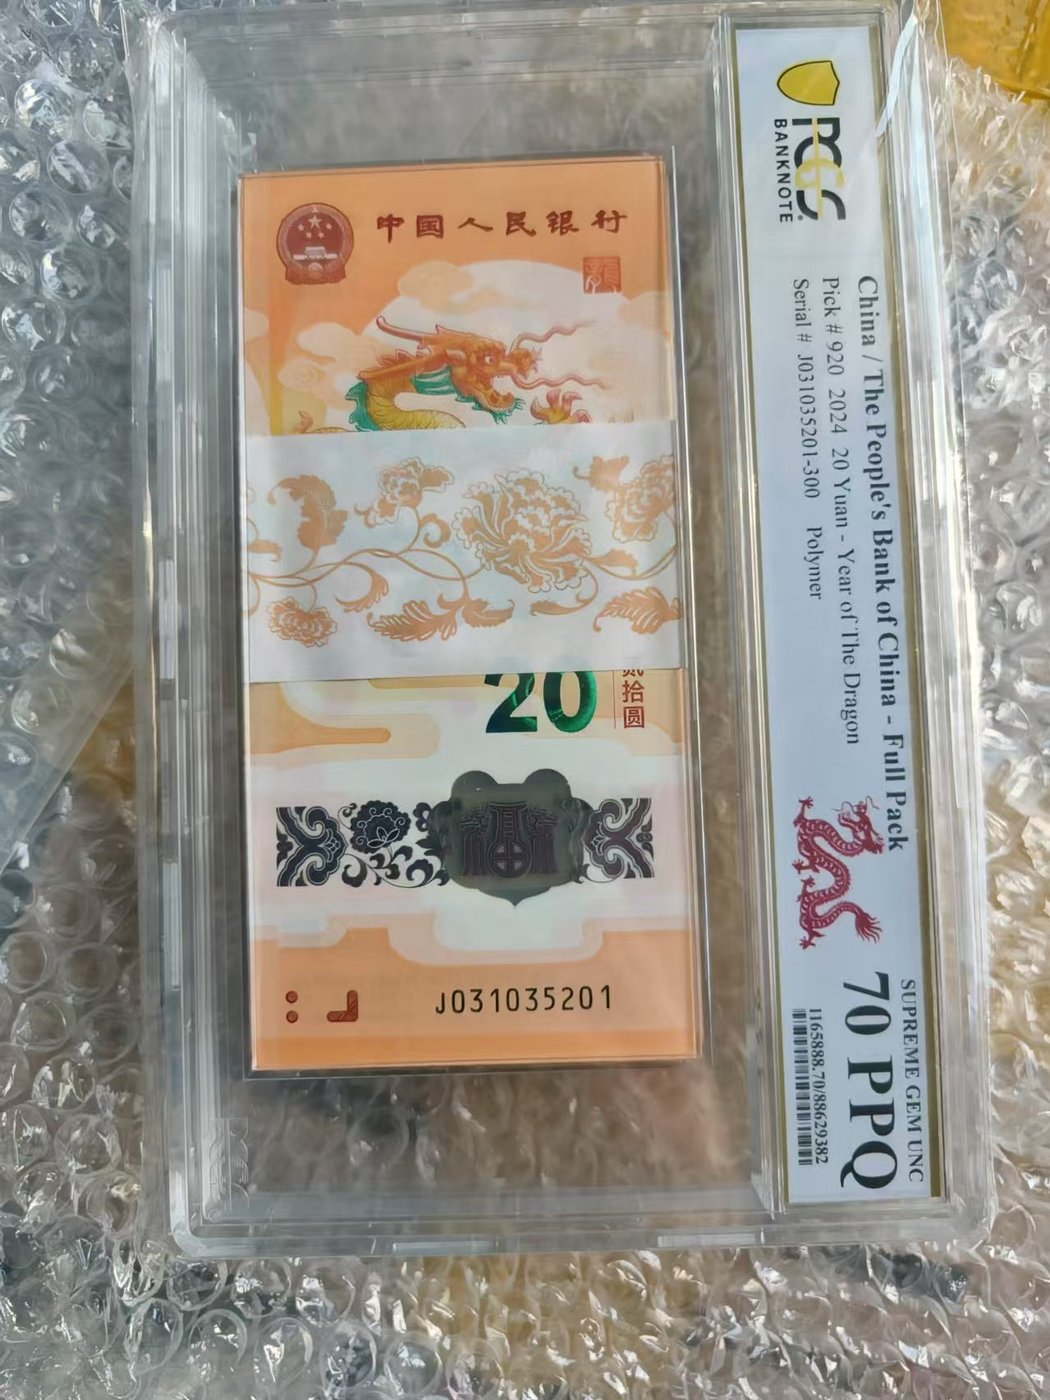 中国人民银行
20
拾圆
J031035201
PCGS
BANKNOTE
China / The People's Bank of China - Full Pack
Pick # 920 2024 20 Yuan - Year of The Dragon
Serial # J031035201-300 Polymer
SUPREME GEM UNC
70 PPQ
1165888.70/88629382